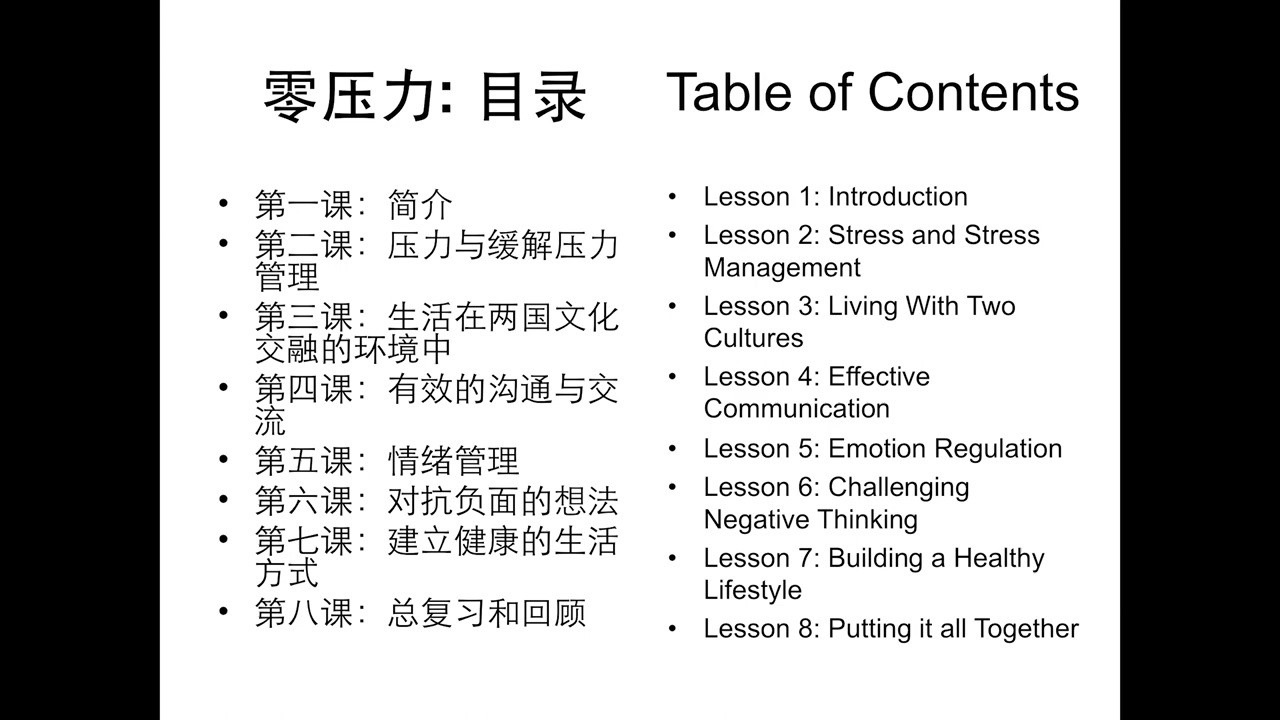 零压力: 目录
• 第一课：简介
• 第二课：压力与缓解压力
管理
• 第三课：生活在两国文化
交融的环境中
• 第四课：有效的沟通与交
流
• 第五课：情绪管理
• 第六课：对抗负面的想法
• 第七课：建立健康的生活
方式
• 第八课：总复习和回顾
Table of Contents
• Lesson 1: Introduction
• Lesson 2: Stress and Stress
Management
• Lesson 3: Living With Two
Cultures
• Lesson 4: Effective
Communication
• Lesson 5: Emotion Regulation
• Lesson 6: Challenging
Negative Thinking
• Lesson 7: Building a Healthy
Lifestyle
• Lesson 8: Putting it all Together